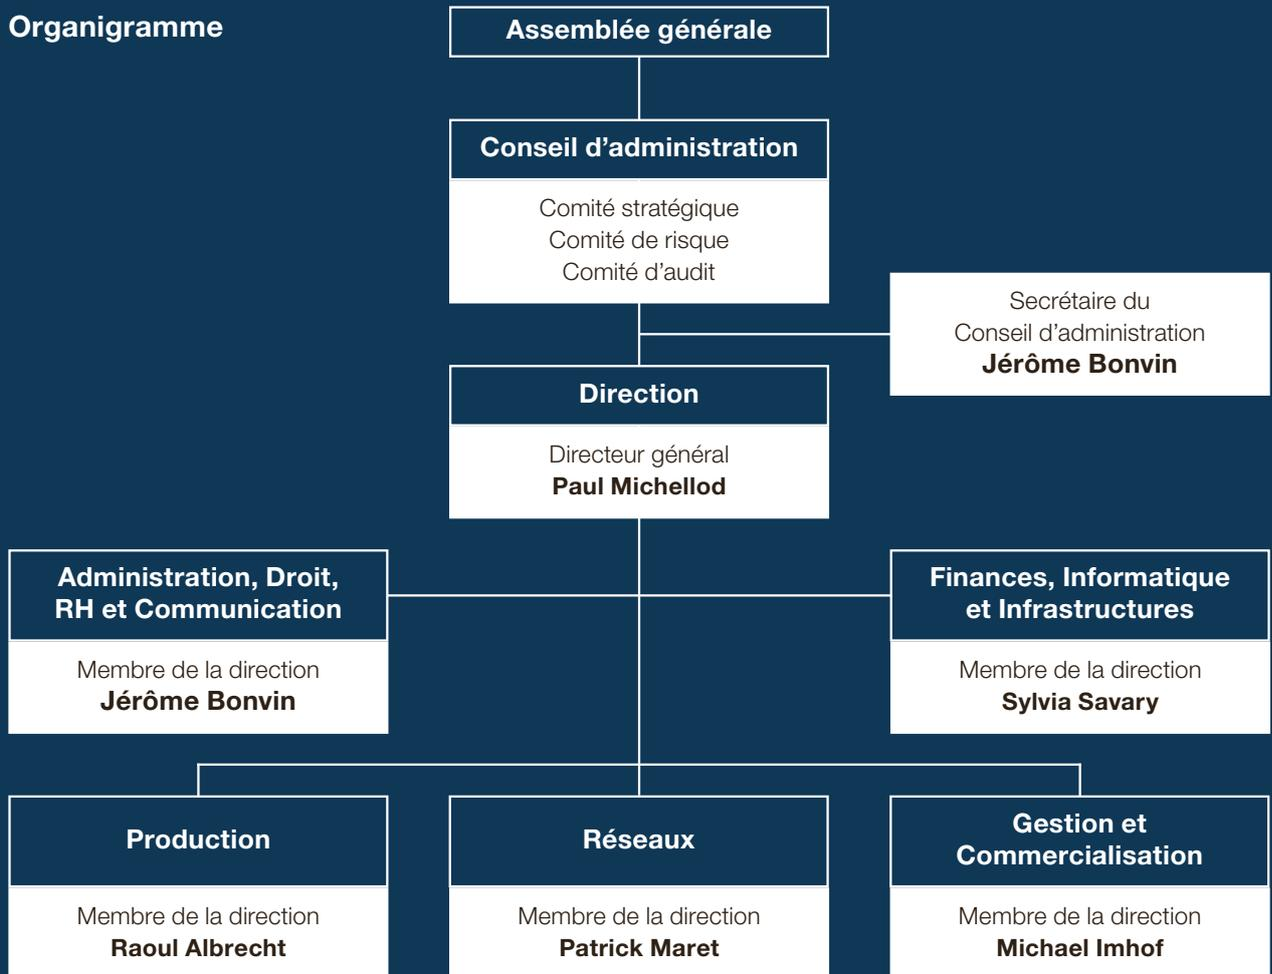 Organigramme
Assemblée générale
Conseil d’administration
Comité stratégique
Comité de risque
Comité d’audit
Secrétaire du
Conseil d’administration
Jérôme Bonvin
Direction
Directeur général
Paul Michellod
Administration, Droit,
RH et Communication
Membre de la direction
Jérôme Bonvin
Finances, Informatique
et Infrastructures
Membre de la direction
Sylvia Savary
Production
Membre de la direction
Raoul Albrecht
Réseaux
Membre de la direction
Patrick Maret
Gestion et
Commercialisation
Membre de la direction
Michael Imhof